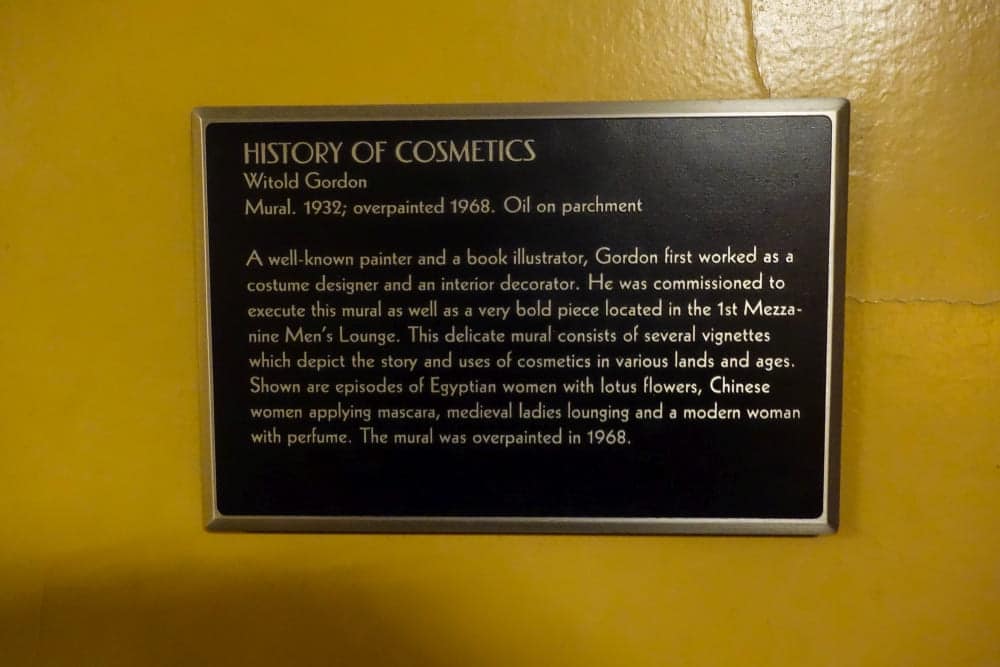 HISTORY OF COSMETICS
Witold Gordon
Mural. 1932; overpainted 1968. Oil on parchment
A well-known painter and a book illustrator, Gordon first worked as a
costume designer and an interior decorator. He was commissioned to
execute this mural as well as a very bold piece located in the 1st Mezza-
nine Men's Lounge. This delicate mural consists of several vignettes
which depict the story and uses of cosmetics in various lands and ages.
Shown are episodes of Egyptian women with lotus flowers, Chinese
women applying mascara, medieval ladies lounging and a modern woman
with perfume. The mural was overpainted in 1968.